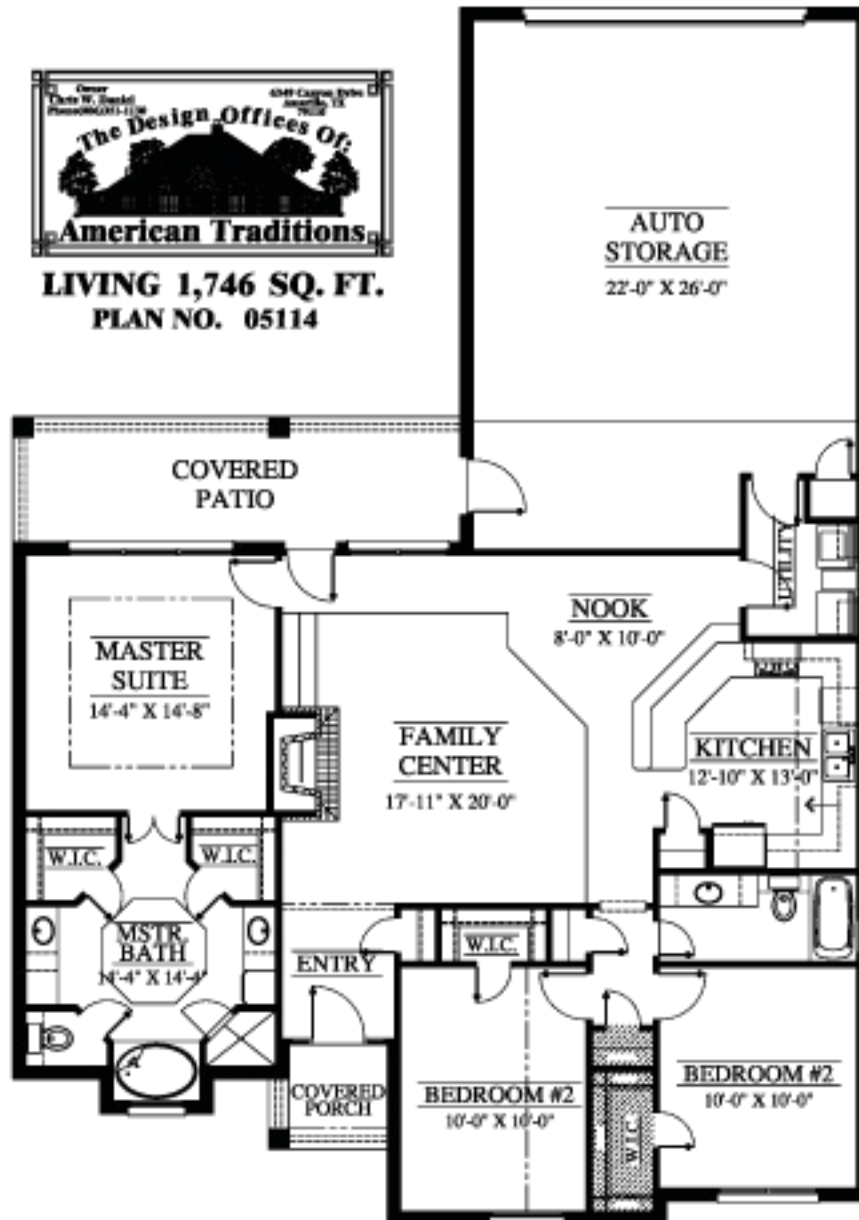 Owner
Chris W. Daniel
The Design Offices Of:
American Traditions
LIVING 1,746 SQ. FT.
PLAN NO. 05114
AUTO
STORAGE
22'-0" X 26'-0"
COVERED
PATIO
UTILITY
NOOK
8'-0" X 10'-0"
MASTER
SUITE
14'-4" X 14'-8"
FAMILY
CENTER
17'-11" X 20'-0"
KITCHEN
12'-10" X 13'-0"
W.I.C.
W.I.C.
MSTR.
BATH
14'-4" X 14'-4"
ENTRY
W.I.C.
COVERED
PORCH
BEDROOM #2
10'-0" X 10'-0"
W.I.C.
BEDROOM #2
10'-0" X 10'-0"